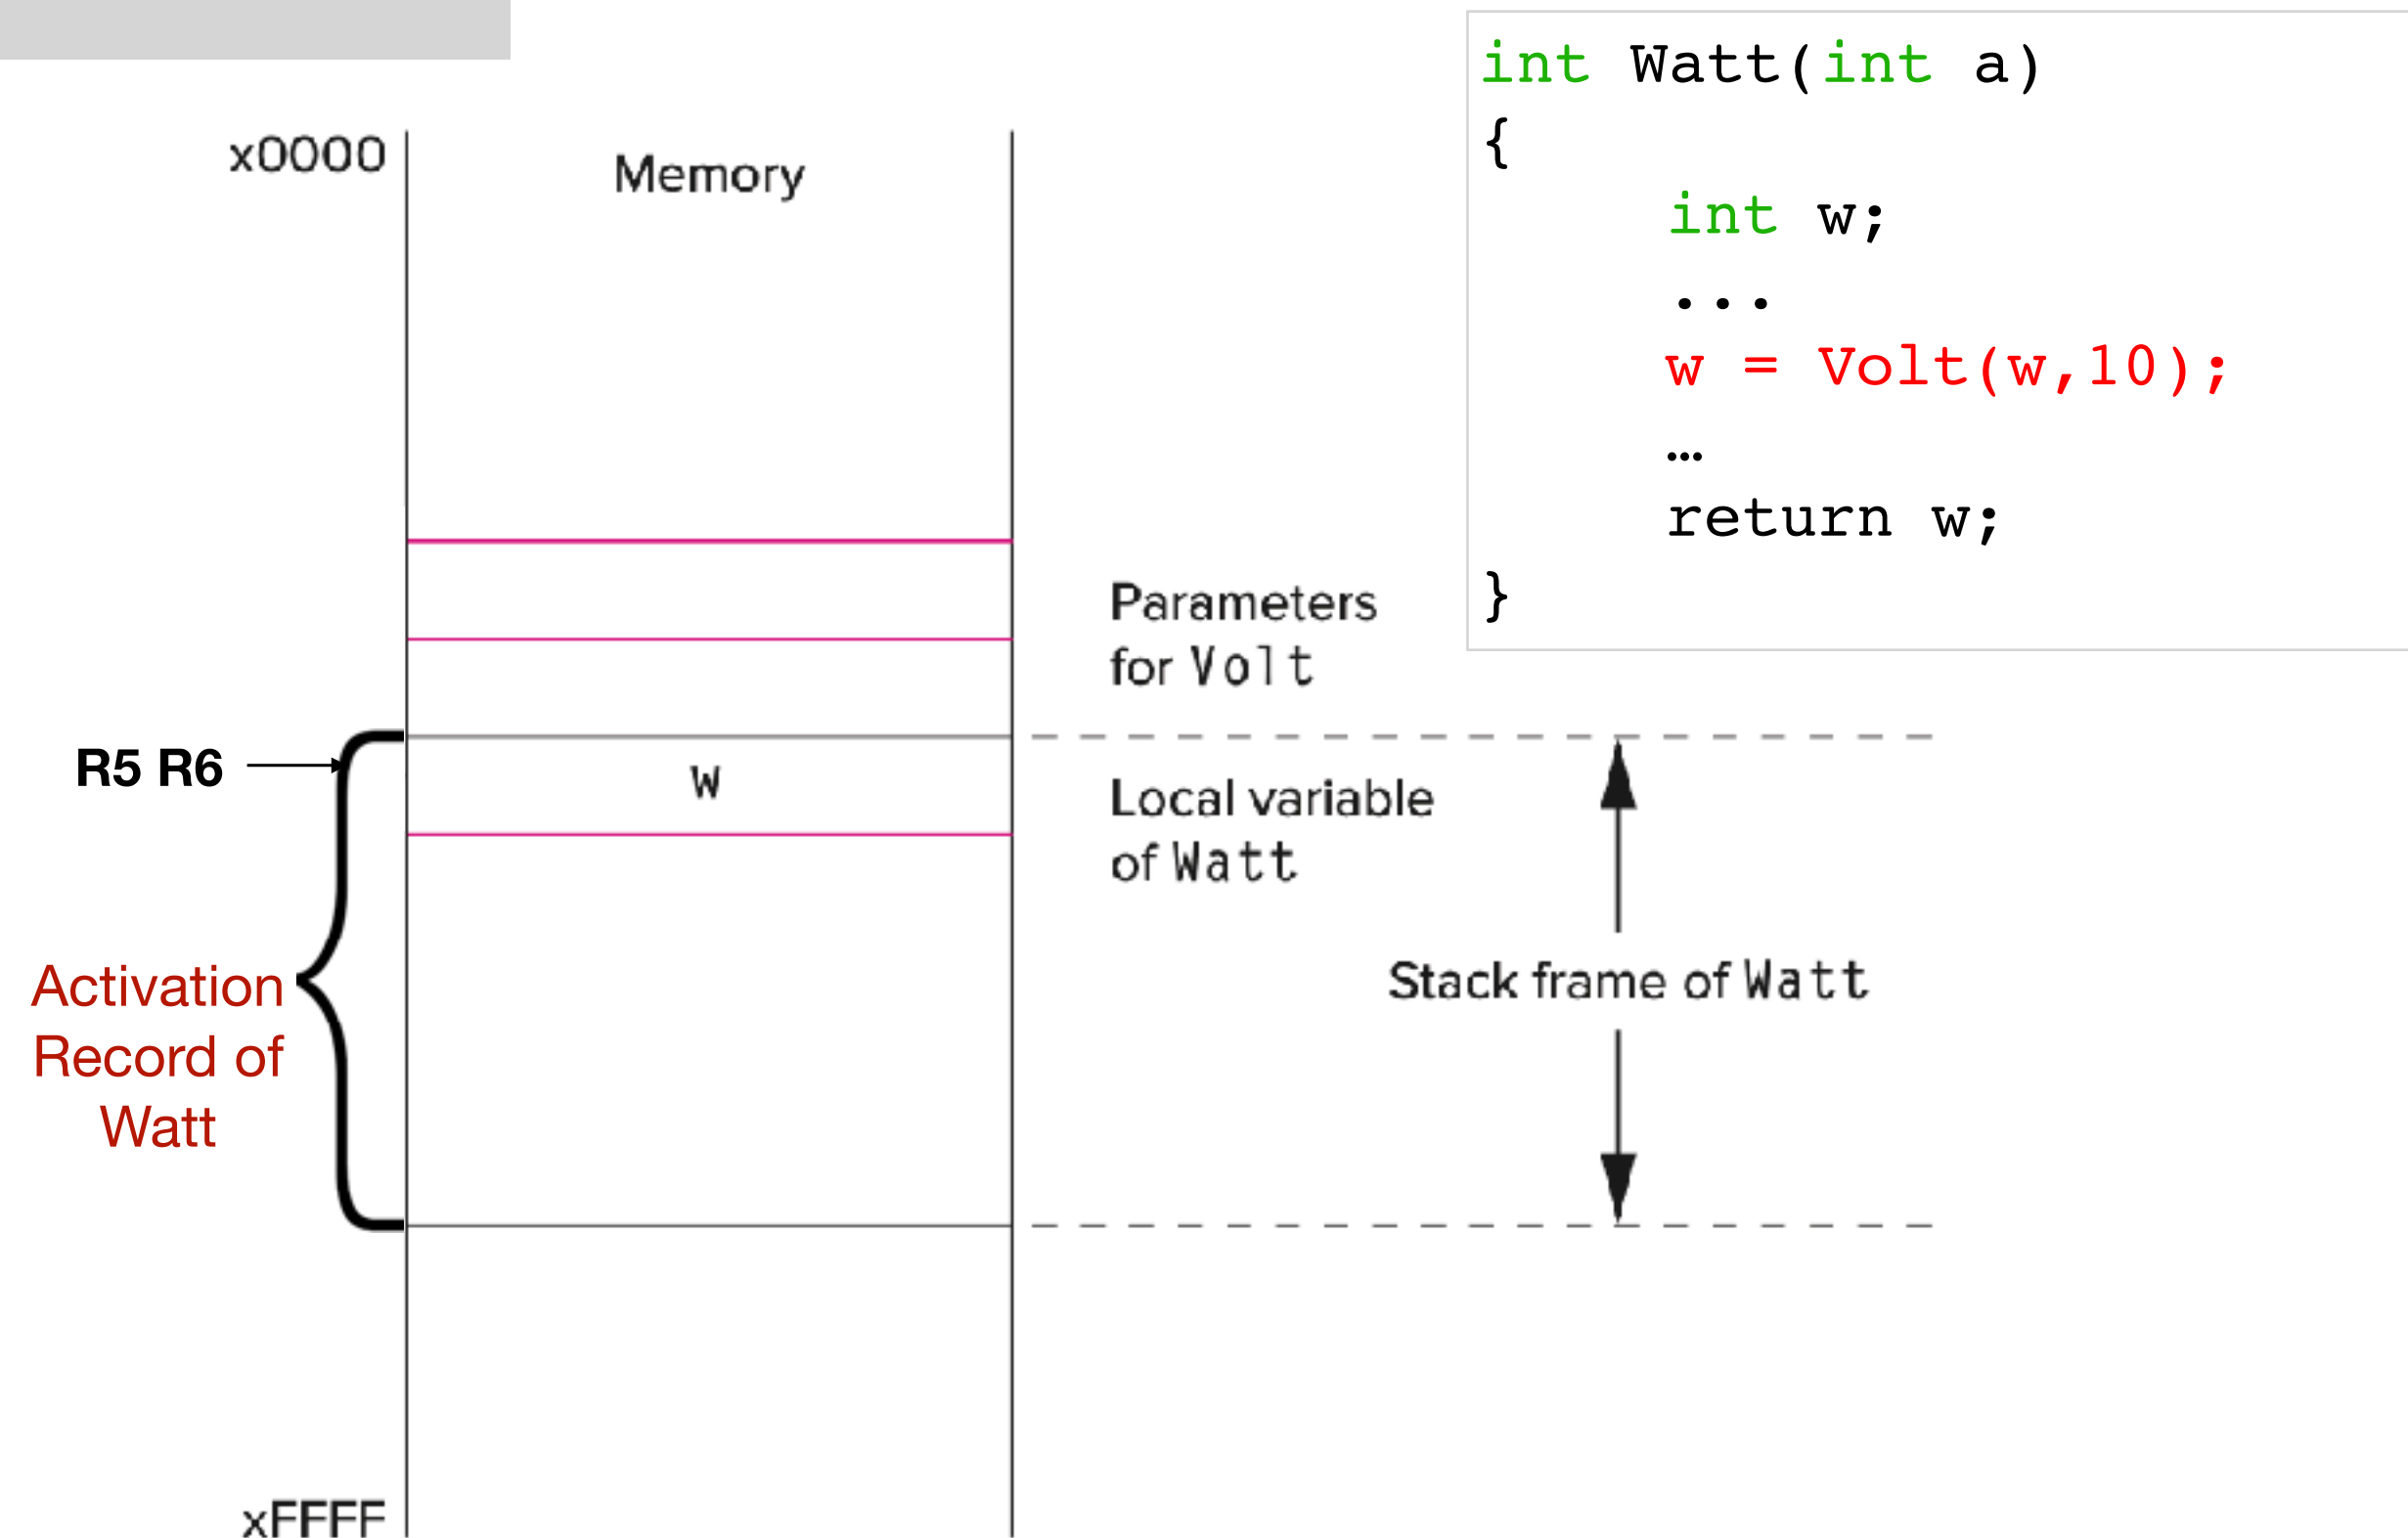 int Watt(int a)
{
int w;
...
w = Volt(w,10);
…
return w;
}
x0000
Memory
Parameters
for Volt
R5 R6
w
Local variable
of Watt
Activation
Record of
Watt
Stack frame of Watt
xFFFF